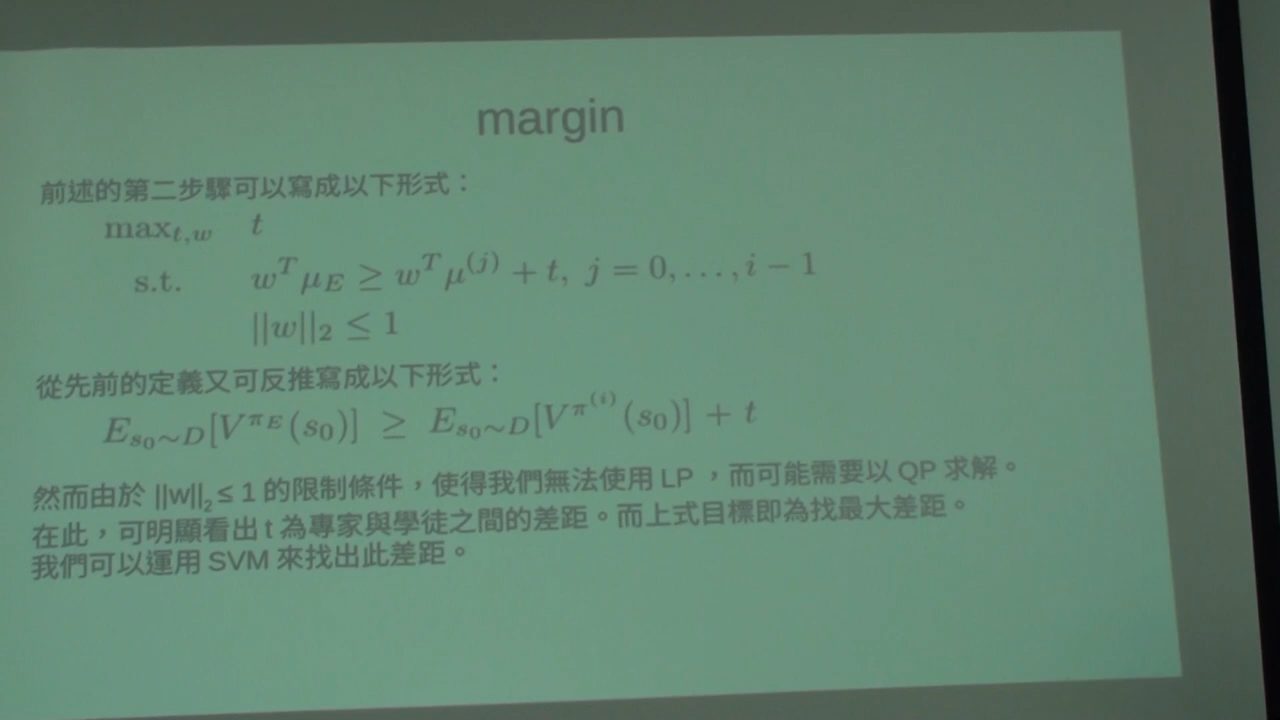 margin
前述的第二步驟可以寫成以下形式：
max_{t,w} t
s.t. w^T μ_E ≥ w^T μ^{(j)} + t, j = 0, . . . , i − 1
||w||_2 ≤ 1
從先前的定義又可反推寫成以下形式：
E_{s_0∼D}[V^{π_E}(s_0)] ≥ E_{s_0∼D}[V^{π^{(i)}}(s_0)] + t
然而由於 ||w||_2 ≤ 1 的限制條件，使得我們無法使用 LP ，而可能需要以 QP 求解。
在此，可明顯看出 t 為專家與學徒之間的差距。而上式目標即為找最大差距。
我們可以運用 SVM 來找出此差距。